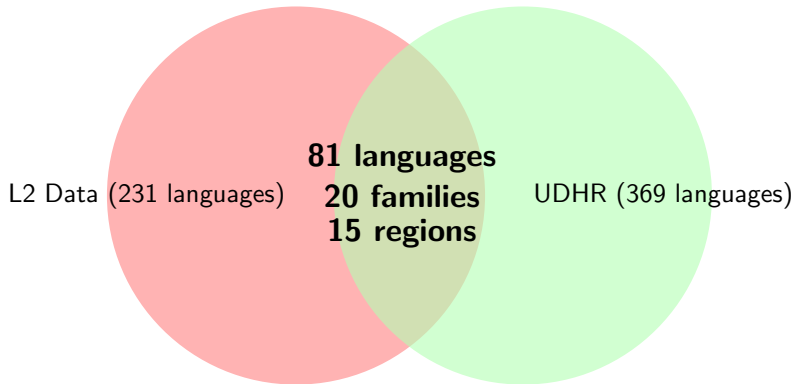 81 languages
L2 Data (231 languages)
20 families
UDHR (369 languages)
15 regions